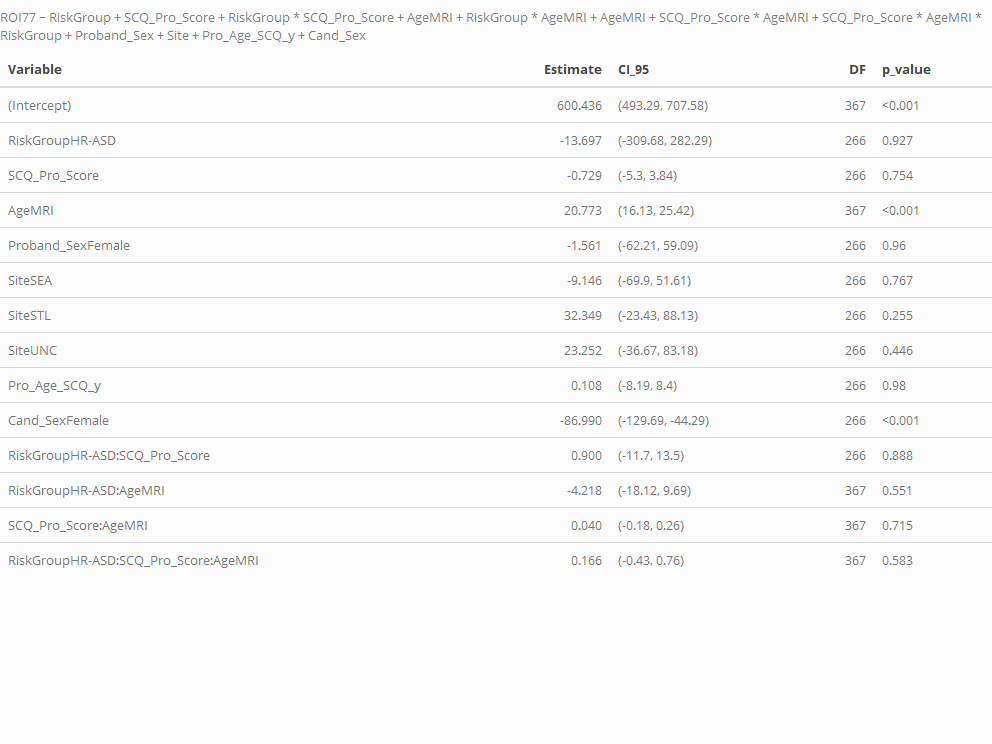 ROI77 ~ RiskGroup + SCQ_Pro_Score + RiskGroup * SCQ_Pro_Score + AgeMRI + RiskGroup * AgeMRI + AgeMRI + SCQ_Pro_Score * AgeMRI + SCQ_Pro_Score * AgeMRI *
RiskGroup + Proband_Sex + Site + Pro_Age_SCQ_y + Cand_Sex
Variable Estimate CI_95 DF p_value
(Intercept) 600.436 (493.29, 707.58) 367 <0.001
RiskGroupHR-ASD -13.697 (-309.68, 282.29) 266 0.927
SCQ_Pro_Score -0.729 (-5.3, 3.84) 266 0.754
AgeMRI 20.773 (16.13, 25.42) 367 <0.001
Proband_SexFemale -1.561 (-62.21, 59.09) 266 0.96
SiteSEA -9.146 (-69.9, 51.61) 266 0.767
SiteSTL 32.349 (-23.43, 88.13) 266 0.255
SiteUNC 23.252 (-36.67, 83.18) 266 0.446
Pro_Age_SCQ_y 0.108 (-8.19, 8.4) 266 0.98
Cand_SexFemale -86.990 (-129.69, -44.29) 266 <0.001
RiskGroupHR-ASD:SCQ_Pro_Score 0.900 (-11.7, 13.5) 266 0.888
RiskGroupHR-ASD:AgeMRI -4.218 (-18.12, 9.69) 367 0.551
SCQ_Pro_Score:AgeMRI 0.040 (-0.18, 0.26) 367 0.715
RiskGroupHR-ASD:SCQ_Pro_Score:AgeMRI 0.166 (-0.43, 0.76) 367 0.583